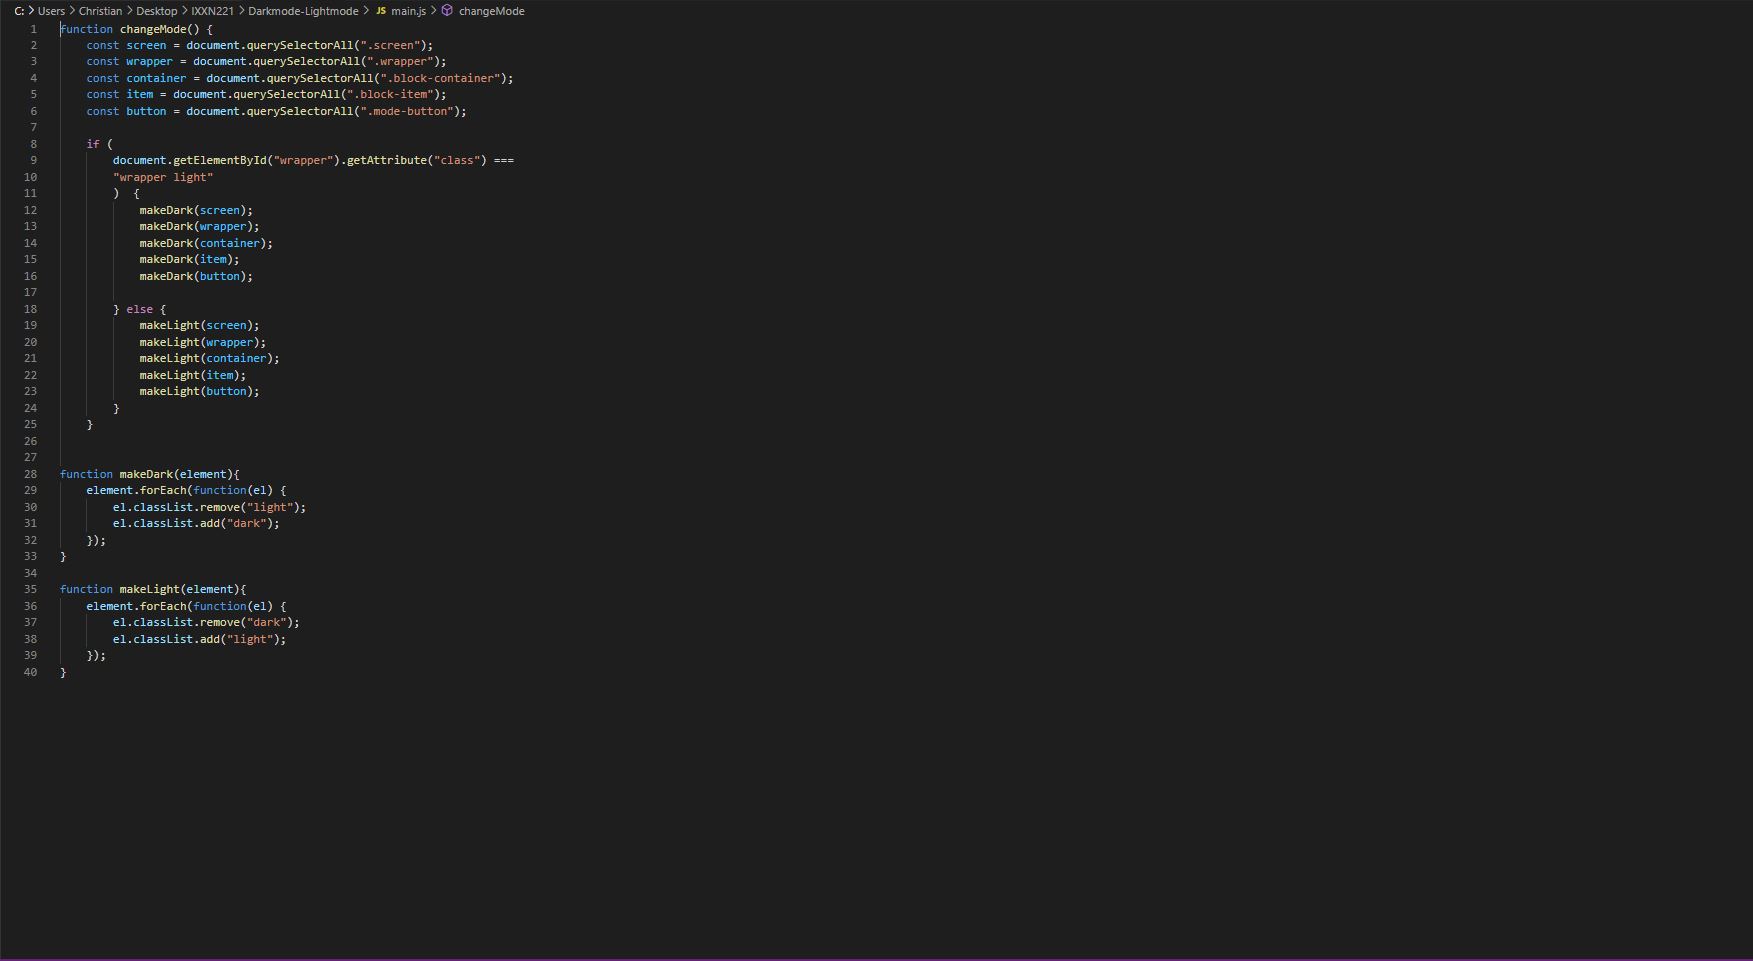 C: > Users > Christian > Desktop > IXXN221 > Darkmode-Lightmode > JS main.js > changeMode
1 function changeMode() {
2     const screen = document.querySelectorAll(".screen");
3     const wrapper = document.querySelectorAll(".wrapper");
4     const container = document.querySelectorAll(".block-container");
5     const item = document.querySelectorAll(".block-item");
6     const button = document.querySelectorAll(".mode-button");
7
8     if (
9         document.getElementById("wrapper").getAttribute("class") ===
10         "wrapper light"
11         )  {
12             makeDark(screen);
13             makeDark(wrapper);
14             makeDark(container);
15             makeDark(item);
16             makeDark(button);
17
18         } else {
19             makeLight(screen);
20             makeLight(wrapper);
21             makeLight(container);
22             makeLight(item);
23             makeLight(button);
24         }
25     }
26
27
28 function makeDark(element){
29     element.forEach(function(el) {
30         el.classList.remove("light");
31         el.classList.add("dark");
32     });
33 }
34
35 function makeLight(element){
36     element.forEach(function(el) {
37         el.classList.remove("dark");
38         el.classList.add("light");
39     });
40 }